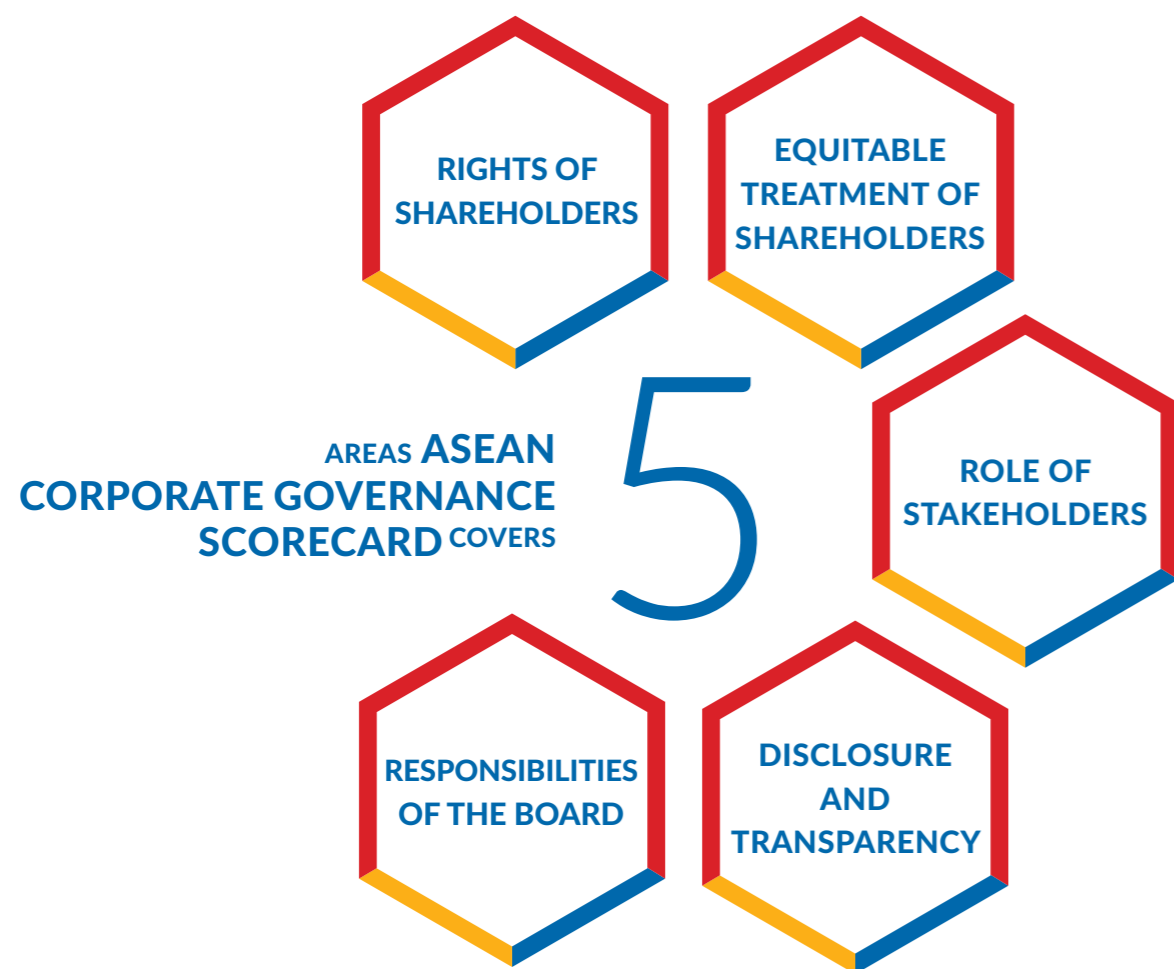 RIGHTS OF
SHAREHOLDERS
EQUITABLE
TREATMENT OF
SHAREHOLDERS
5
AREAS ASEAN
CORPORATE GOVERNANCE
SCORECARD COVERS
ROLE OF
STAKEHOLDERS
RESPONSIBILITIES
OF THE BOARD
DISCLOSURE
AND
TRANSPARENCY